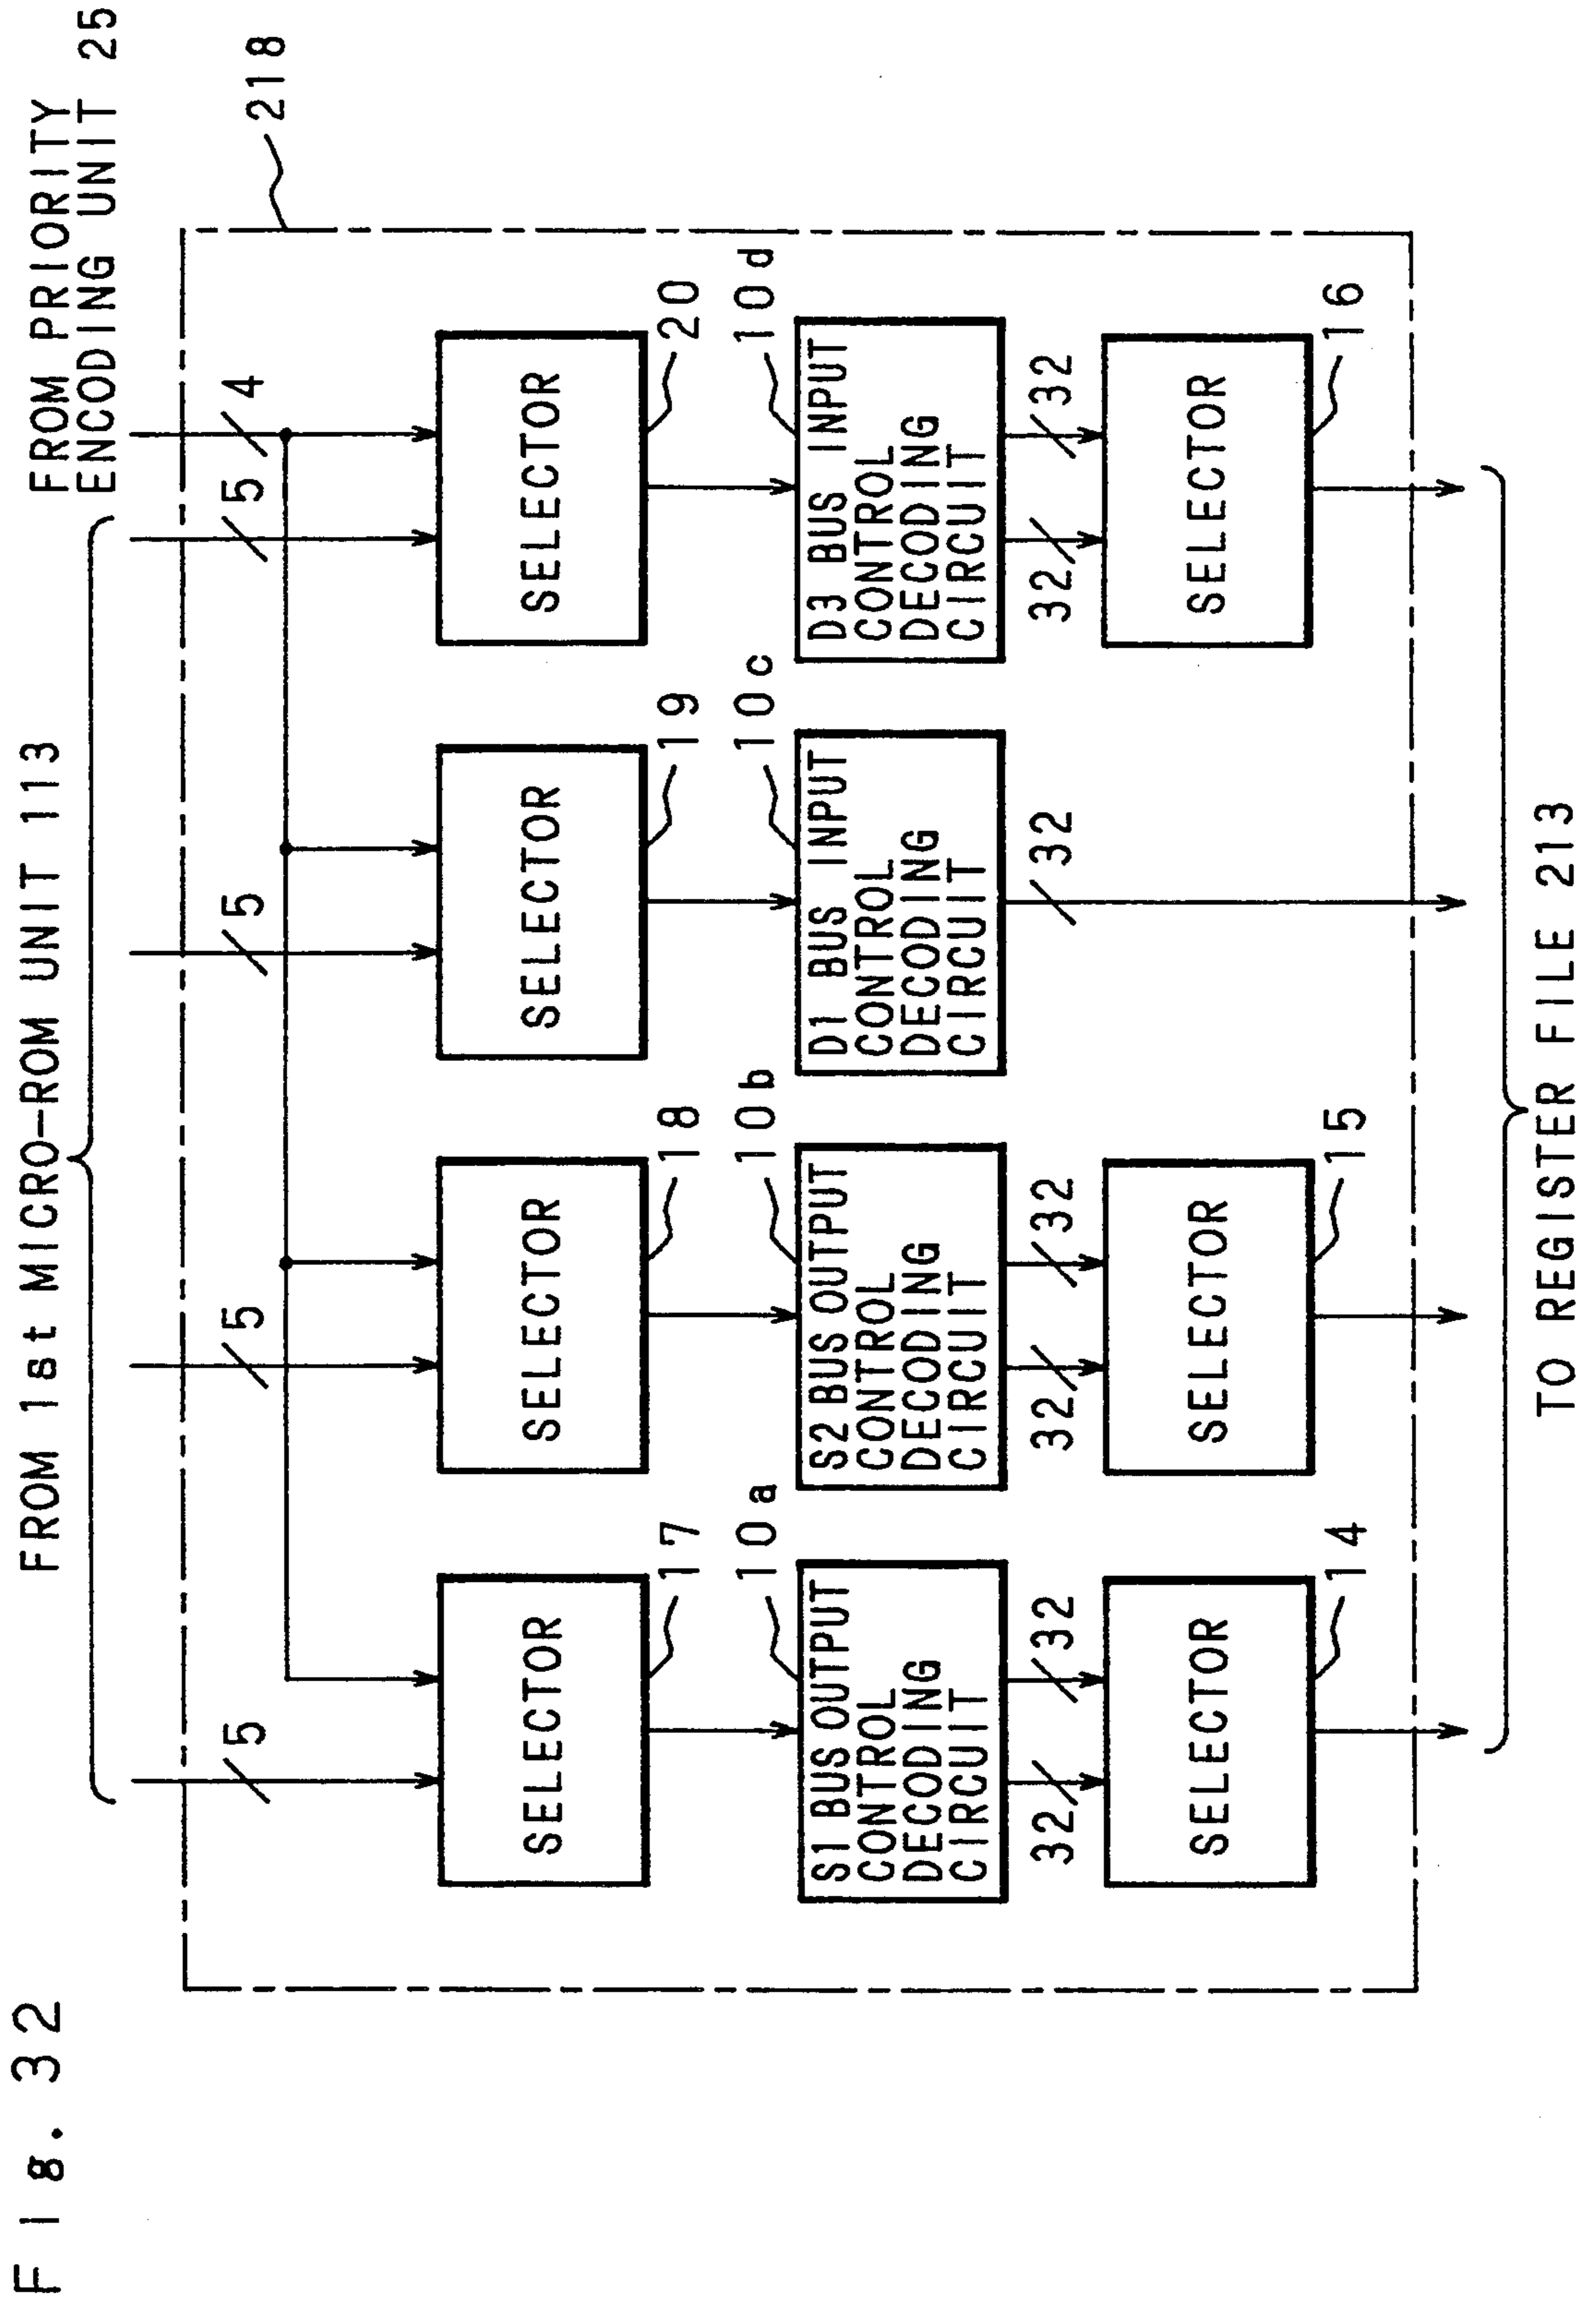 Fig. 32
FROM 1st MICRO-ROM UNIT 113
FROM PRIORITY
ENCODING UNIT 25
218
5
5
5
5
4
SELECTOR
17
SELECTOR
18
SELECTOR
19
SELECTOR
20
S1 BUS OUTPUT
CONTROL
DECODING
CIRCUIT
10a
S2 BUS OUTPUT
CONTROL
DECODING
CIRCUIT
10b
D1 BUS INPUT
CONTROL
DECODING
CIRCUIT
10c
D3 BUS INPUT
CONTROL
DECODING
CIRCUIT
10d
32
32
32
32
32
32
32
SELECTOR
14
SELECTOR
15
SELECTOR
16
TO REGISTER FILE 213